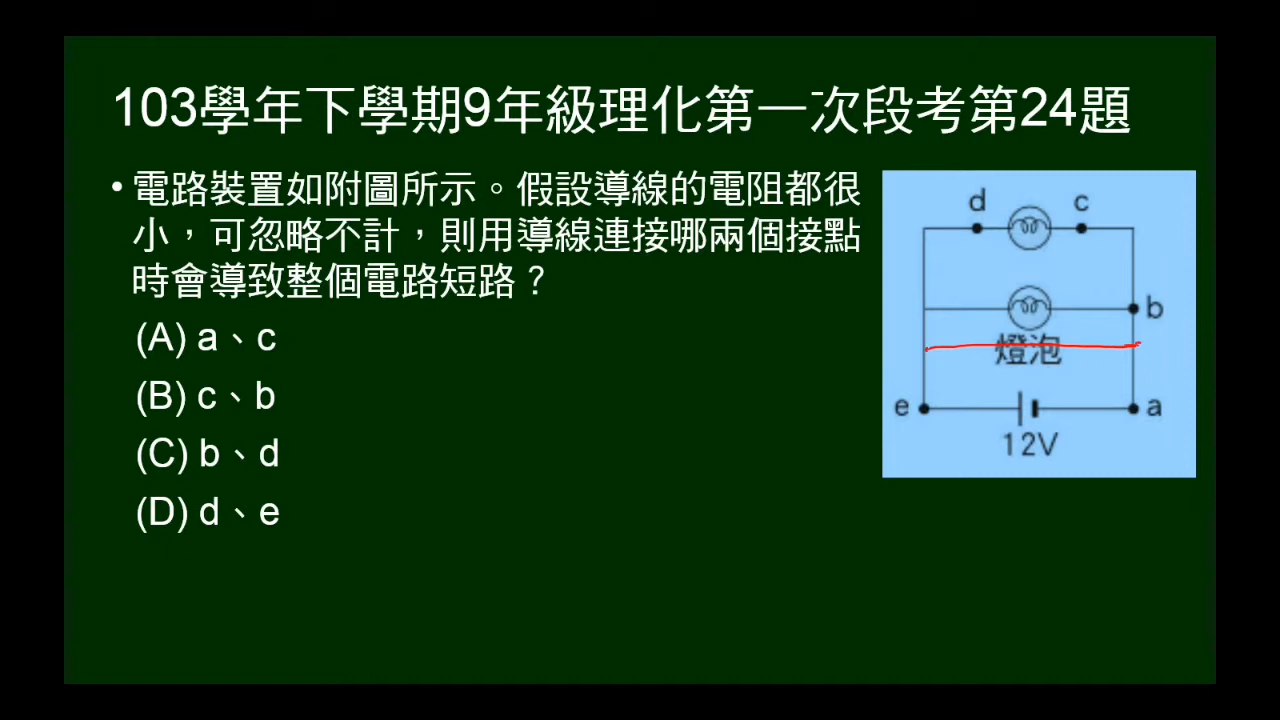 103學年下學期9年級理化第一次段考第24題
• 電路裝置如附圖所示。假設導線的電阻都很
小，可忽略不計，則用導線連接哪兩個接點
時會導致整個電路短路？
(A) a、c
(B) c、b
(C) b、d
(D) d、e
d
c
b
燈泡
e
a
12V